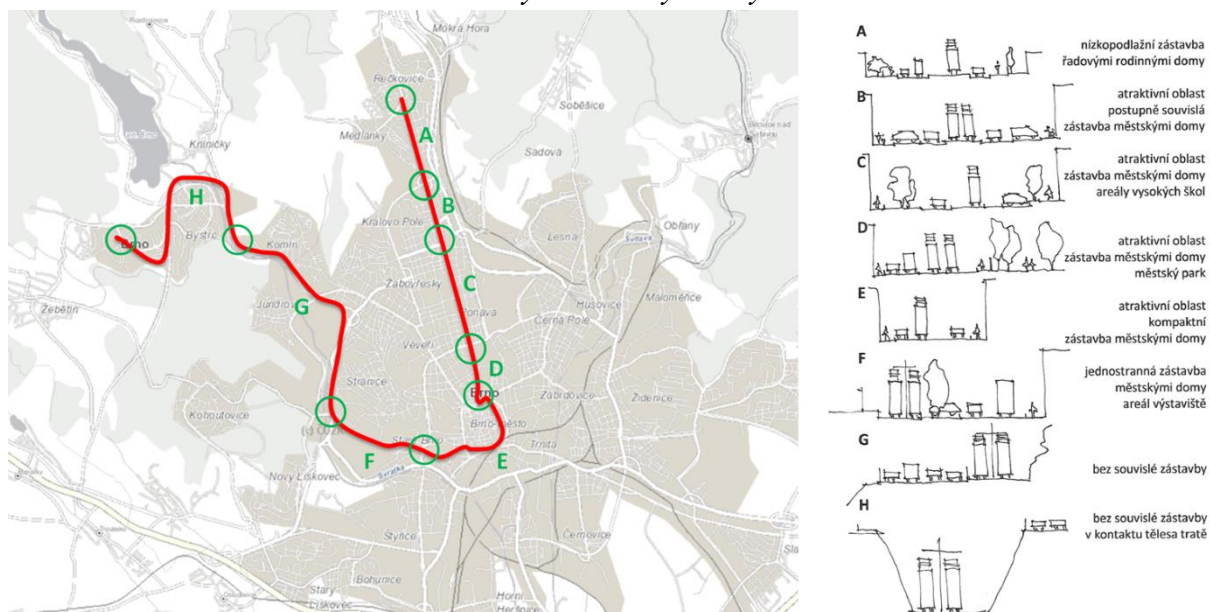 Mokrá Hora
Řečkovice
Soběšice
Medlánky
Kníničky
Sadová
H
A
B
Královo Pole
Obřany
Brno
Bystrc
Komín
Lesná
Svitava
C
Žabovřesky
Husovice
Maloměřice
Jundrov
G
Ponava
Černá Pole
Žebětín
Veveří
D
Stránice
Brno
Zábrdovice
Židenice
Kohoutovice
Brno-město
Trnitá
Staré Brno
F
E
Nový Lískovec
Svratka
Štýřice
Černovice
Bohunice
Starý
Lískovec
Horní
Heršpice
A
nízkopodlažní zástavba
řadovými rodinnými domy
B
atraktivní oblast
postupně souvislá
zástavba městskými domy
C
atraktivní oblast
zástavba městskými domy
areály vysokých škol
D
atraktivní oblast
zástavba městskými domy
městský park
E
atraktivní oblast
kompaktní
zástavba městskými domy
F
jednostranná zástavba
městskými domy
areál výstaviště
G
bez souvislé zástavby
H
bez souvislé zástavby
v kontaktu tělesa tratě